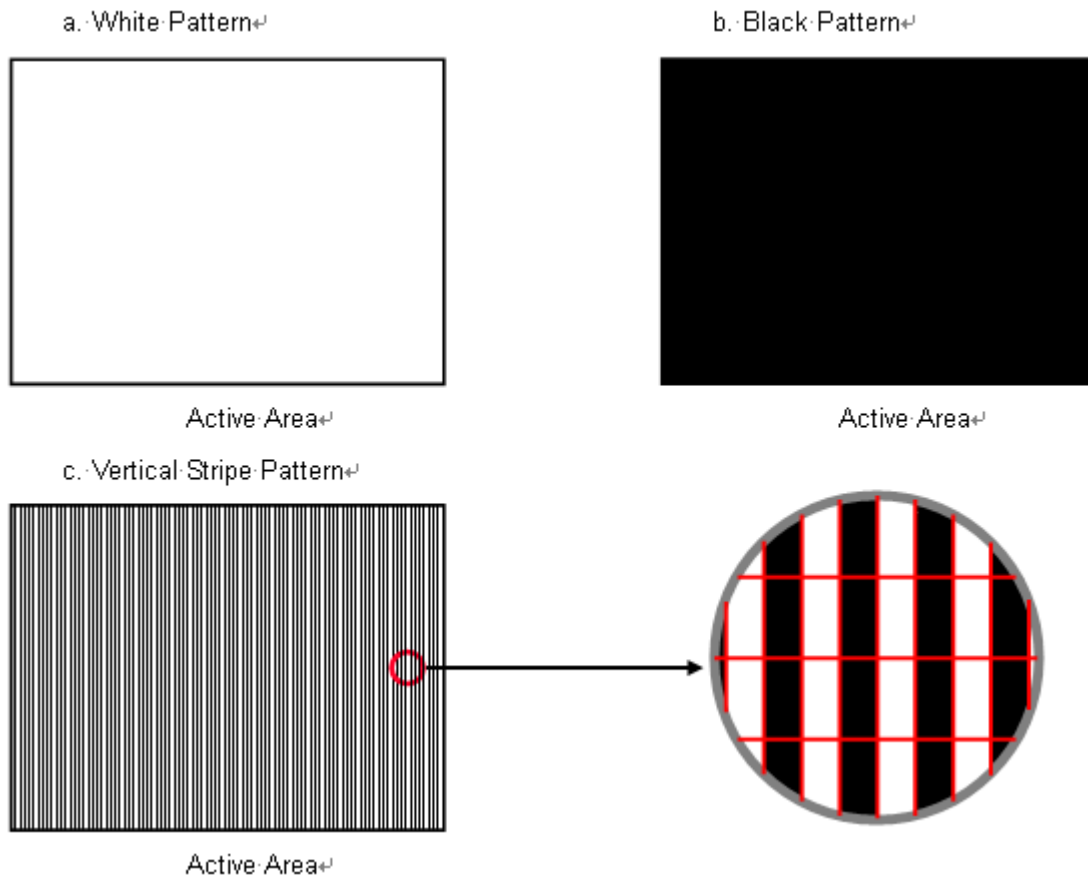 a. White Pattern
b. Black Pattern
Active Area
Active Area
c. Vertical Stripe Pattern
Active Area